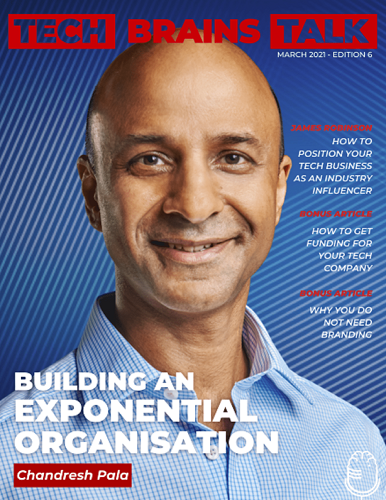 TECH BRAINS TALK
MARCH 2021 - EDITION 6
JAMES ROBINSON
HOW TO
POSITION YOUR
TECH BUSINESS
AS AN INDUSTRY
INFLUENCER
BONUS ARTICLE
HOW TO GET
FUNDING FOR
YOUR TECH
COMPANY
BONUS ARTICLE
WHY YOU DO
NOT NEED
BRANDING
BUILDING AN
EXPONENTIAL
ORGANISATION
Chandresh Pala